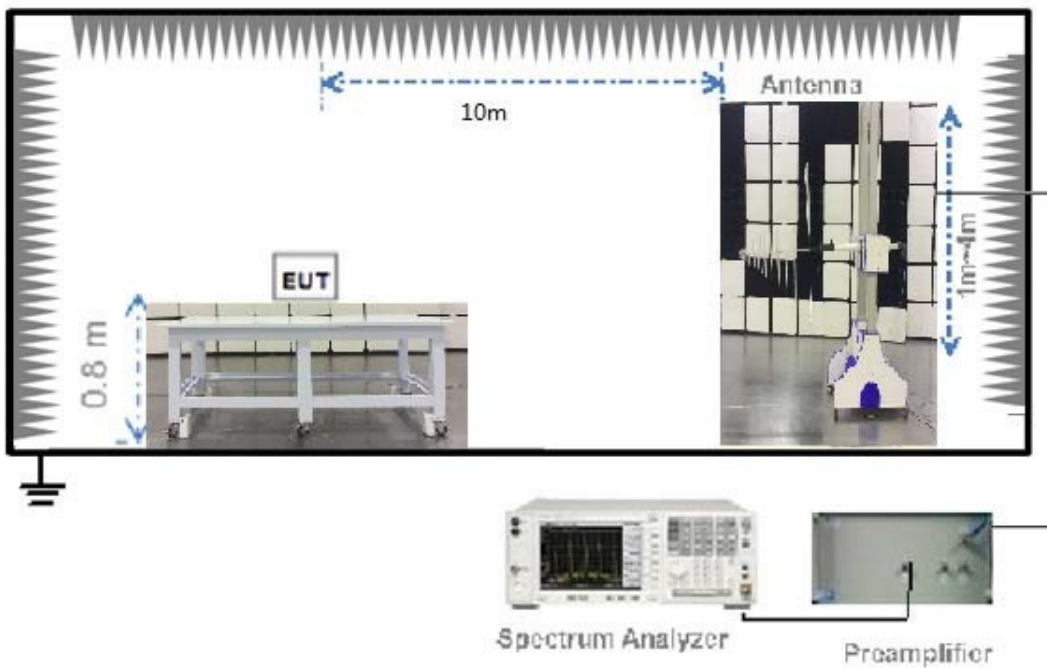 Antenna
10m
EUT
0.8 m
1m~4m
Spectrum Analyzer
Preamplifier